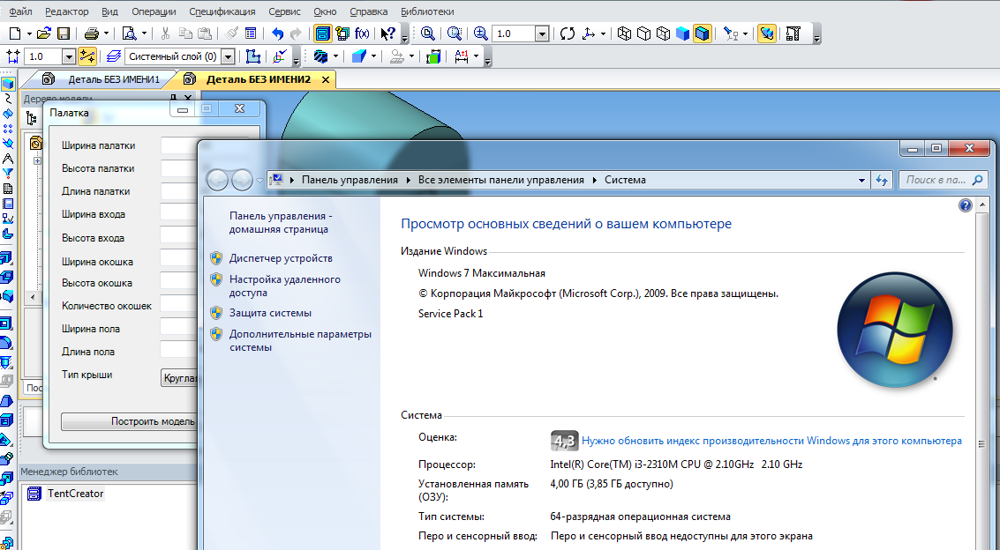 Файл Редактор Вид Операции Спецификация Сервис Окно Справка Библиотеки
f(x) 1.0
1.0 Системный слой (0)
Деталь БЕЗ ИМЕНИ1 Деталь БЕЗ ИМЕНИ2
Дерево модели
Палатка
Ширина палатки
Высота палатки
Длина палатки
Ширина входа
Высота входа
Ширина окошка
Высота окошка
Количество окошек
Ширина пола
Длина пола
Тип крыши Круглая
Пос
Построить модель
Менеджер библиотек
TentCreator
Панель управления Все элементы панели управления Система
Поиск в па...
Панель управления -
домашняя страница
Диспетчер устройств
Настройка удаленного
доступа
Защита системы
Дополнительные параметры
системы
Просмотр основных сведений о вашем компьютере
Издание Windows
Windows 7 Максимальная
© Корпорация Майкрософт (Microsoft Corp.), 2009. Все права защищены.
Service Pack 1
Система
Оценка: 4,3 Нужно обновить индекс производительности Windows для этого компьютера
Процессор: Intel(R) Core(TM) i3-2310M CPU @ 2.10GHz 2.10 GHz
Установленная память 4,00 ГБ (3,85 ГБ доступно)
(ОЗУ):
Тип системы: 64-разрядная операционная система
Перо и сенсорный ввод: Перо и сенсорный ввод недоступны для этого экрана